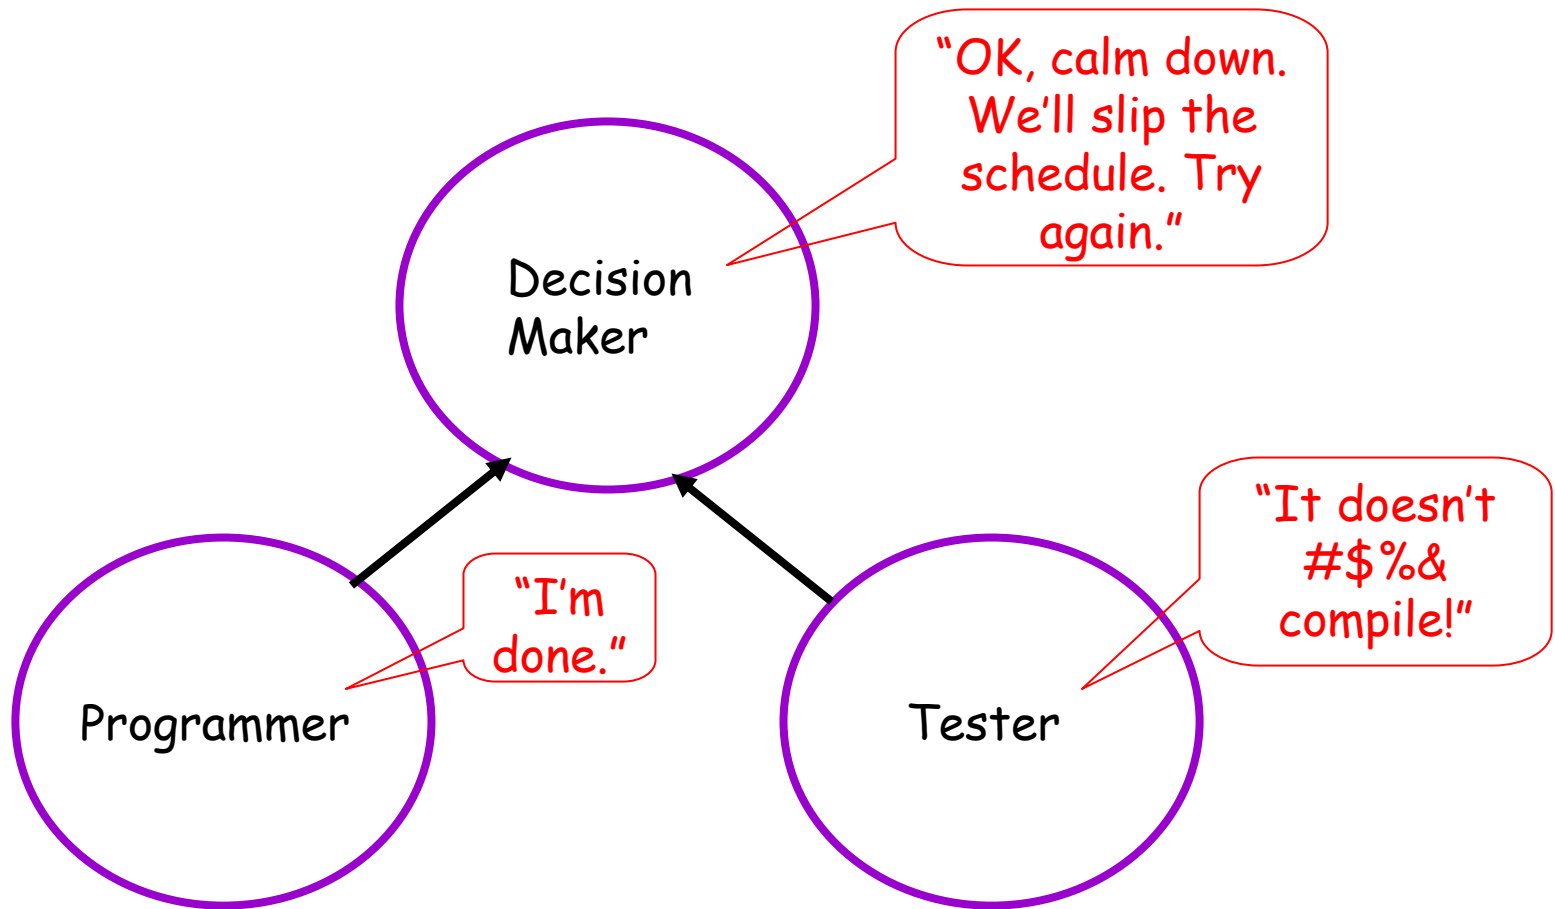 “OK, calm down.
We’ll slip the
schedule. Try
again.”
Decision
Maker
“I’m
done.”
“It doesn’t
#$%&
compile!”
Programmer
Tester